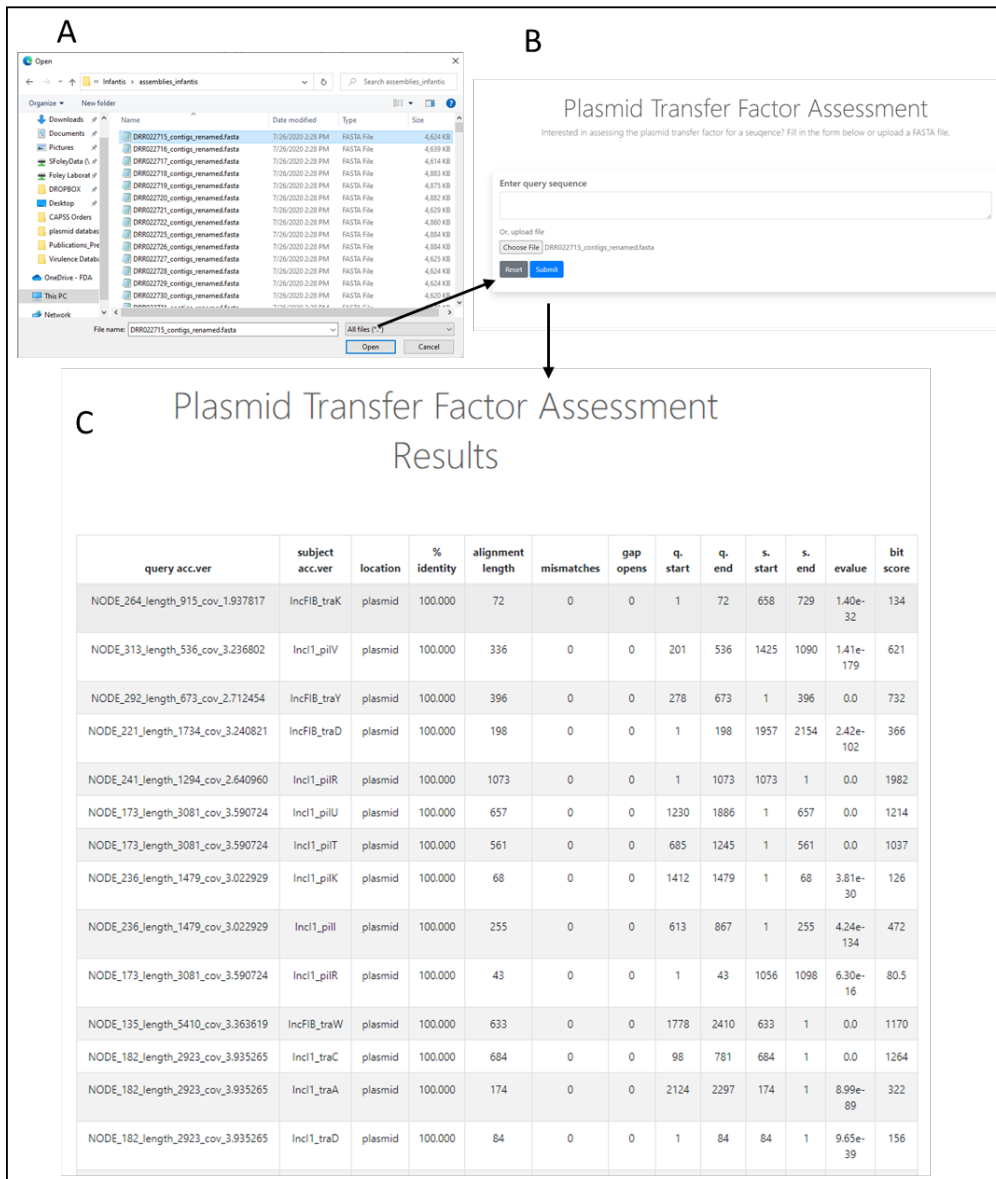 A
Open
Infantis › assemblies_infantis
Search assemblies_infantis
Organize New folder
Downloads
Documents
Pictures
SFoleyData (\
Foley Laborat
DROPBOX
Desktop
CAPSS Orders
plasmid databas
Publications_Pre
Virulence Databa
OneDrive - FDA
This PC
Network
Name Date modified Type Size
DRR022715_contigs_renamed.fasta 7/26/2020 2:28 PM FASTA File 4,624 KB
DRR022716_contigs_renamed.fasta 7/26/2020 2:28 PM FASTA File 4,639 KB
DRR022717_contigs_renamed.fasta 7/26/2020 2:28 PM FASTA File 4,614 KB
DRR022718_contigs_renamed.fasta 7/26/2020 2:28 PM FASTA File 4,883 KB
DRR022719_contigs_renamed.fasta 7/26/2020 2:28 PM FASTA File 4,875 KB
DRR022720_contigs_renamed.fasta 7/26/2020 2:28 PM FASTA File 4,882 KB
DRR022721_contigs_renamed.fasta 7/26/2020 2:28 PM FASTA File 4,629 KB
DRR022722_contigs_renamed.fasta 7/26/2020 2:28 PM FASTA File 4,860 KB
DRR022725_contigs_renamed.fasta 7/26/2020 2:28 PM FASTA File 4,884 KB
DRR022726_contigs_renamed.fasta 7/26/2020 2:28 PM FASTA File 4,884 KB
DRR022727_contigs_renamed.fasta 7/26/2020 2:28 PM FASTA File 4,625 KB
DRR022728_contigs_renamed.fasta 7/26/2020 2:28 PM FASTA File 4,624 KB
DRR022729_contigs_renamed.fasta 7/26/2020 2:28 PM FASTA File 4,624 KB
DRR022730_contigs_renamed.fasta 7/26/2020 2:28 PM FASTA File 4,620 KB
File name: DRR022715_contigs_renamed.fasta All files (*.*)
Open Cancel
B
Plasmid Transfer Factor Assessment
Interested in assessing the plasmid transfer factor for a seuqence? Fill in the form below or upload a FASTA file.
Enter query sequence
Or, upload file
Choose File DRR022715_contigs_renamed.fasta
Reset Submit
C
Plasmid Transfer Factor Assessment
Results
query acc.ver subject acc.ver location % identity alignment length mismatches gap opens q. start q. end s. start s. end evalue bit score
NODE_264_length_915_cov_1.937817 IncFIB_traK plasmid 100.000 72 0 0 1 72 658 729 1.40e-32 134
NODE_313_length_536_cov_3.236802 IncI1_pilV plasmid 100.000 336 0 0 201 536 1425 1090 1.41e-179 621
NODE_292_length_673_cov_2.712454 IncFIB_traY plasmid 100.000 396 0 0 278 673 1 396 0.0 732
NODE_221_length_1734_cov_3.240821 IncFIB_traD plasmid 100.000 198 0 0 1 198 1957 2154 2.42e-102 366
NODE_241_length_1294_cov_2.640960 IncI1_pilR plasmid 100.000 1073 0 0 1 1073 1073 1 0.0 1982
NODE_173_length_3081_cov_3.590724 IncI1_pilU plasmid 100.000 657 0 0 1230 1886 1 657 0.0 1214
NODE_173_length_3081_cov_3.590724 IncI1_pilT plasmid 100.000 561 0 0 685 1245 1 561 0.0 1037
NODE_236_length_1479_cov_3.022929 IncI1_pilK plasmid 100.000 68 0 0 1412 1479 1 68 3.81e-30 126
NODE_236_length_1479_cov_3.022929 IncI1_pilI plasmid 100.000 255 0 0 613 867 1 255 4.24e-134 472
NODE_173_length_3081_cov_3.590724 IncI1_pilR plasmid 100.000 43 0 0 1 43 1056 1098 6.30e-16 80.5
NODE_135_length_5410_cov_3.363619 IncFIB_traW plasmid 100.000 633 0 0 1778 2410 633 1 0.0 1170
NODE_182_length_2923_cov_3.935265 IncI1_traC plasmid 100.000 684 0 0 98 781 684 1 0.0 1264
NODE_182_length_2923_cov_3.935265 IncI1_traA plasmid 100.000 174 0 0 2124 2297 174 1 8.99e-89 322
NODE_182_length_2923_cov_3.935265 IncI1_traD plasmid 100.000 84 0 0 1 84 84 1 9.65e-39 156